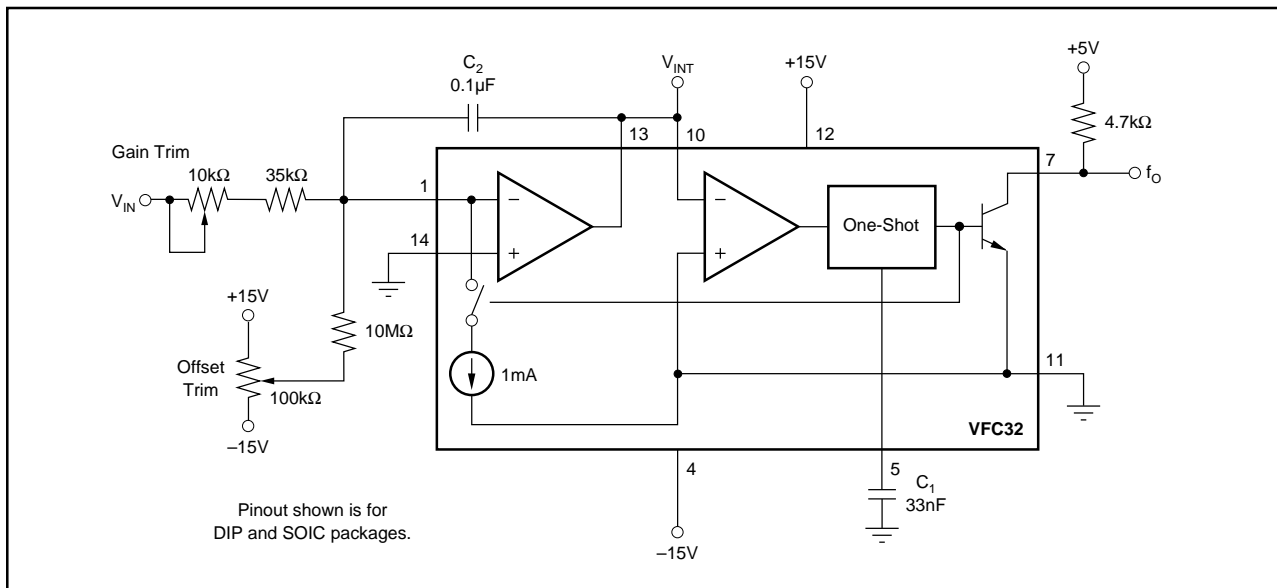 C2
0.1µF
VINT
+15V
+5V
4.7kΩ
13
10
12
7
fO
Gain Trim
10kΩ
35kΩ
VIN
1
14
−
+
−
+
One-Shot
+15V
Offset
Trim
100kΩ
–15V
10MΩ
1mA
11
VFC32
4
5
C1
33nF
–15V
Pinout shown is for
DIP and SOIC packages.